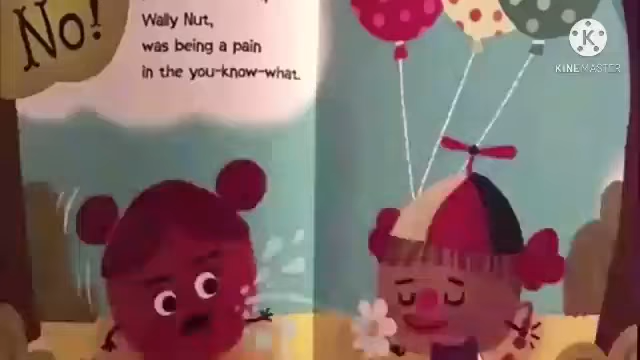 No!
Wally Nut,
was being a pain
in the you-know-what.
K
KINEMASTER